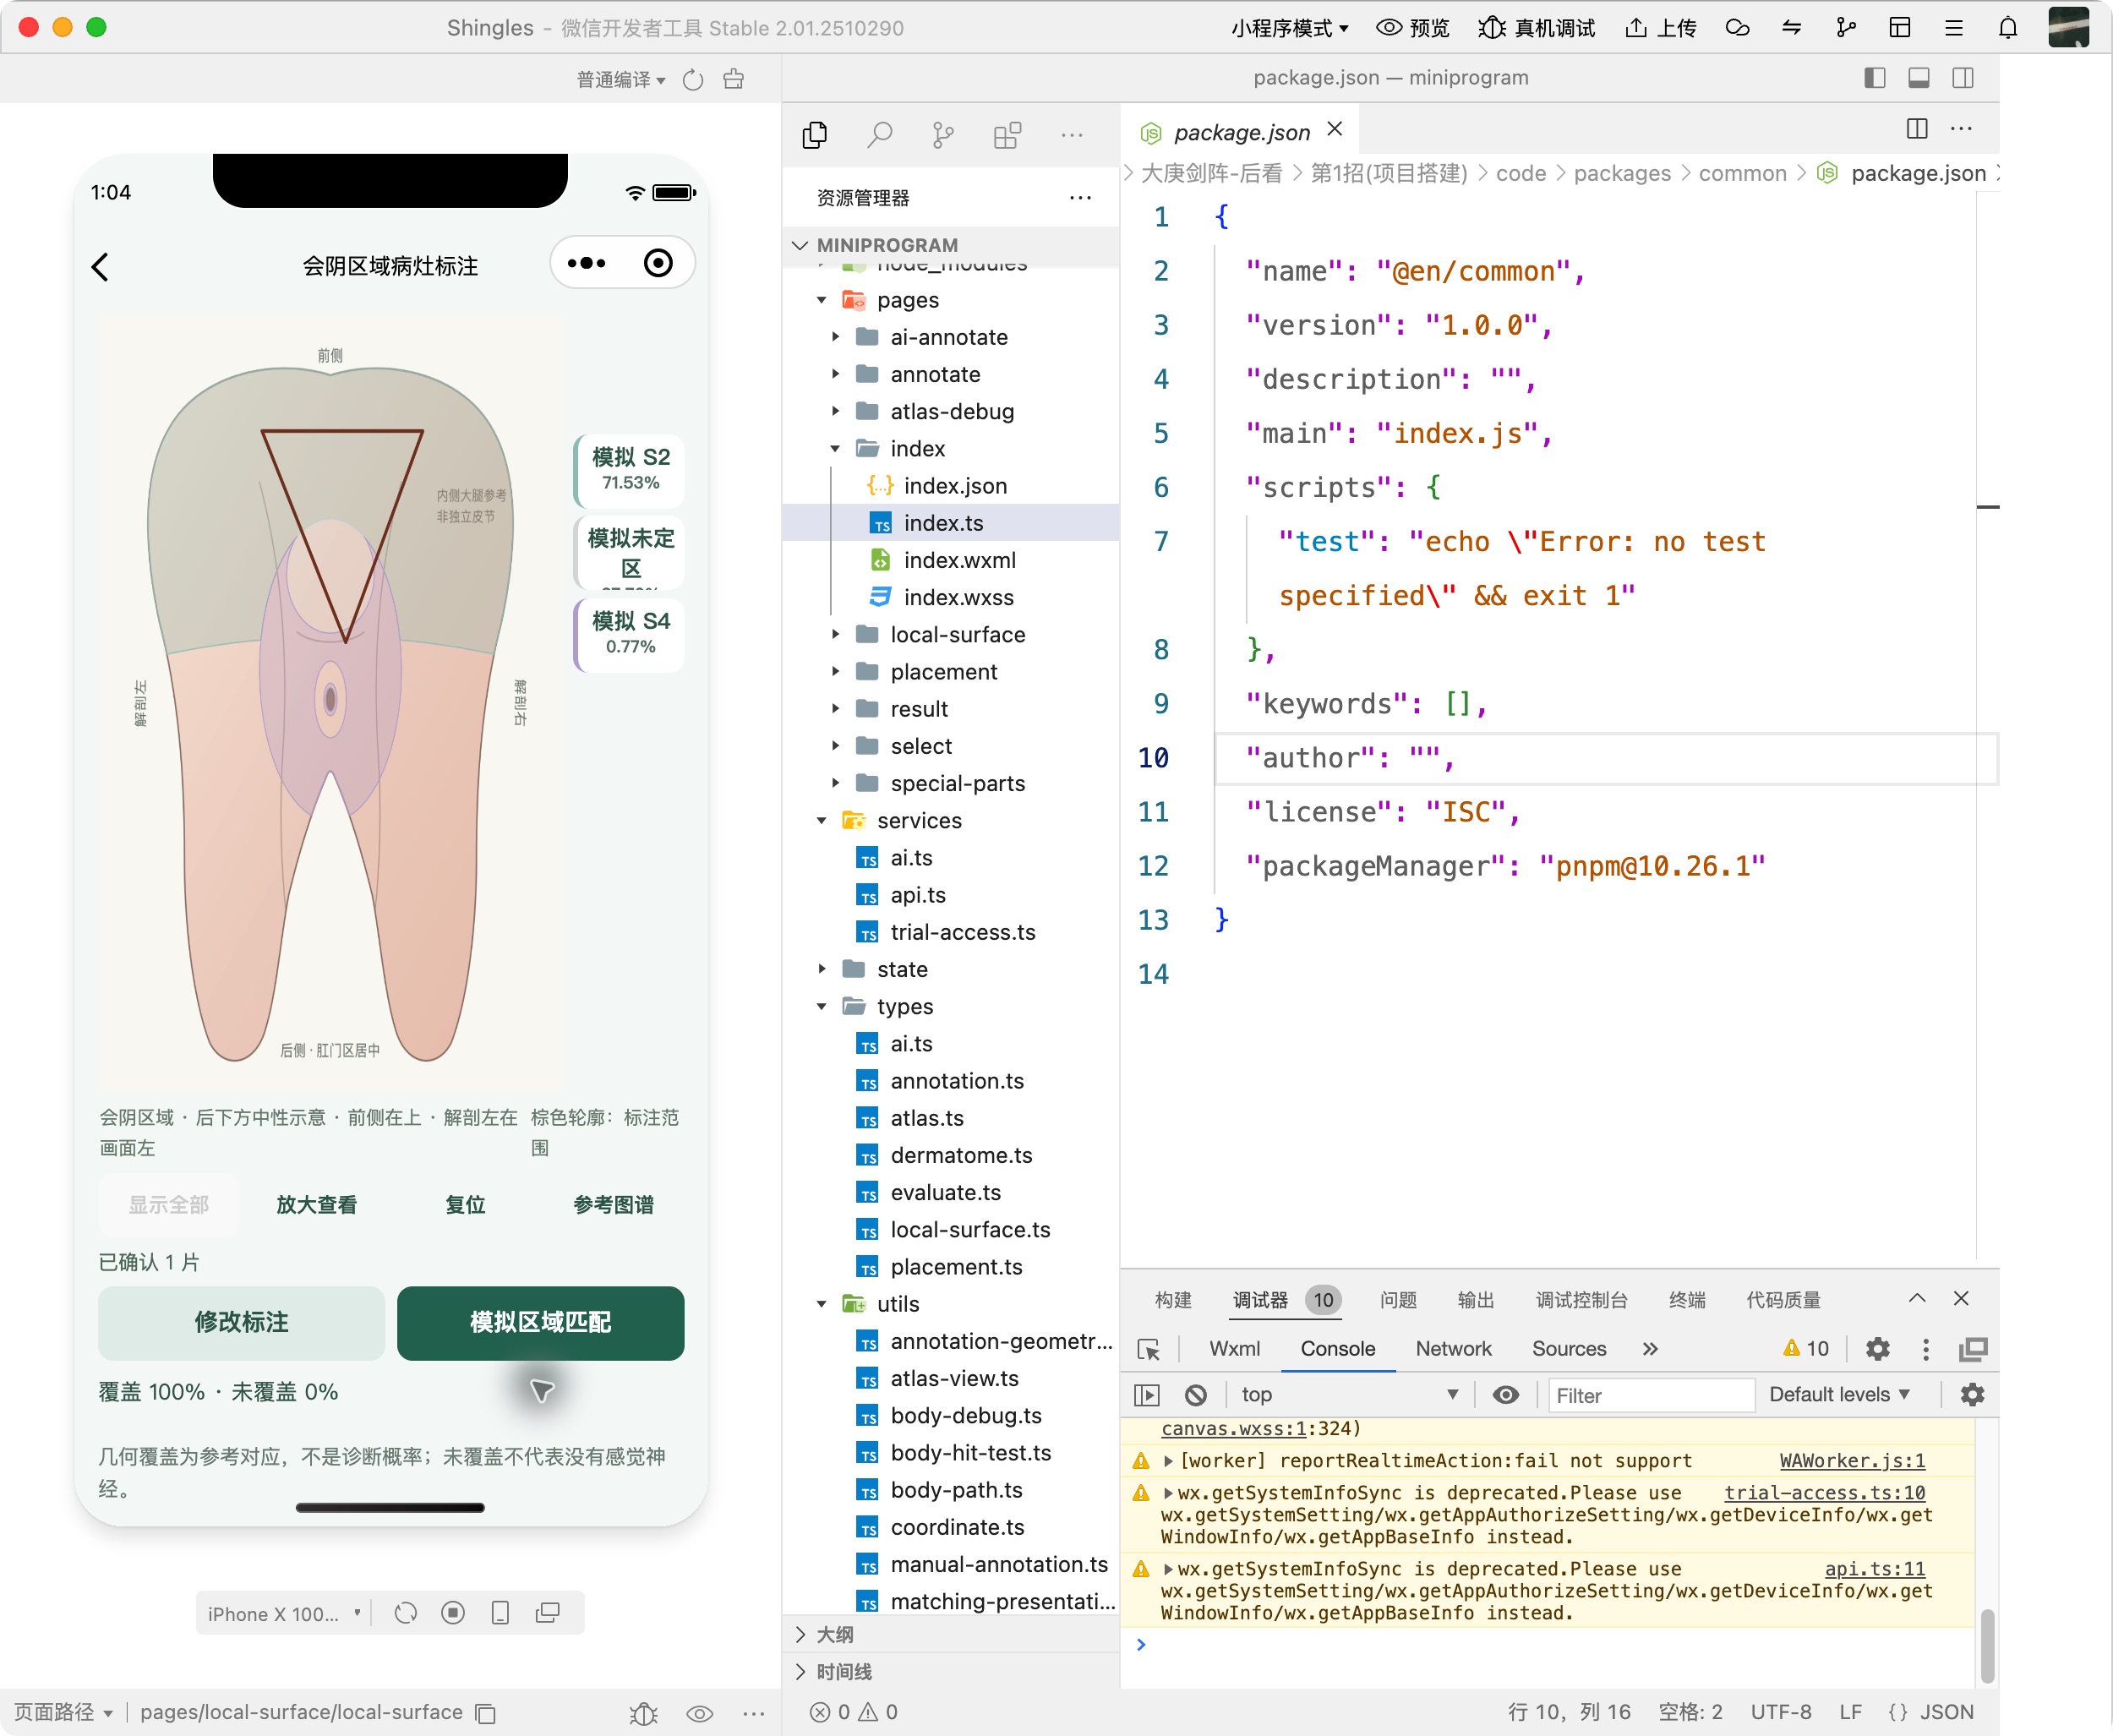 Shingles - 微信开发者工具 Stable 2.01.2510290
小程序模式
预览
真机调试
上传
普通编译
package.json — miniprogram
1:04
会阴区域病灶标注
前侧
内侧大腿参考
非独立皮节
解剖左
解剖右
后侧 · 肛门区居中
模拟 S2
71.53%
模拟未定
区
模拟 S4
0.77%
会阴区域 · 后下方中性示意 · 前侧在上 · 解剖左在
画面左
棕色轮廓：标注范
围
显示全部
放大查看
复位
参考图谱
已确认 1 片
修改标注
模拟区域匹配
覆盖 100% · 未覆盖 0%
几何覆盖为参考对应，不是诊断概率；未覆盖不代表没有感觉神
经。
iPhone X 100...
页面路径
pages/local-surface/local-surface
资源管理器
MINIPROGRAM
node_modules
pages
ai-annotate
annotate
atlas-debug
index
index.json
index.ts
index.wxml
index.wxss
local-surface
placement
result
select
special-parts
services
ai.ts
api.ts
trial-access.ts
state
types
ai.ts
annotation.ts
atlas.ts
dermatome.ts
evaluate.ts
local-surface.ts
placement.ts
utils
annotation-geometr...
atlas-view.ts
body-debug.ts
body-hit-test.ts
body-path.ts
coordinate.ts
manual-annotation.ts
matching-presentati...
大纲
时间线
0 0
package.json
大庚剑阵-后看 > 第1招(项目搭建) > code > packages > common > package.json
1 {
2 "name": "@en/common",
3 "version": "1.0.0",
4 "description": "",
5 "main": "index.js",
6 "scripts": {
7 "test": "echo \"Error: no test
specified\" && exit 1"
8 },
9 "keywords": [],
10 "author": "",
11 "license": "ISC",
12 "packageManager": "pnpm@10.26.1"
13 }
14
构建
调试器 10
问题
输出
调试控制台
终端
代码质量
Wxml
Console
Network
Sources
10
top
Filter
Default levels
canvas.wxss:1:324)
[worker] reportRealtimeAction:fail not support WAWorker.js:1
wx.getSystemInfoSync is deprecated.Please use trial-access.ts:10
wx.getSystemSetting/wx.getAppAuthorizeSetting/wx.getDeviceInfo/wx.get
WindowInfo/wx.getAppBaseInfo instead.
wx.getSystemInfoSync is deprecated.Please use api.ts:11
wx.getSystemSetting/wx.getAppAuthorizeSetting/wx.getDeviceInfo/wx.get
WindowInfo/wx.getAppBaseInfo instead.
行 10，列 16
空格: 2
UTF-8
LF
{} JSON